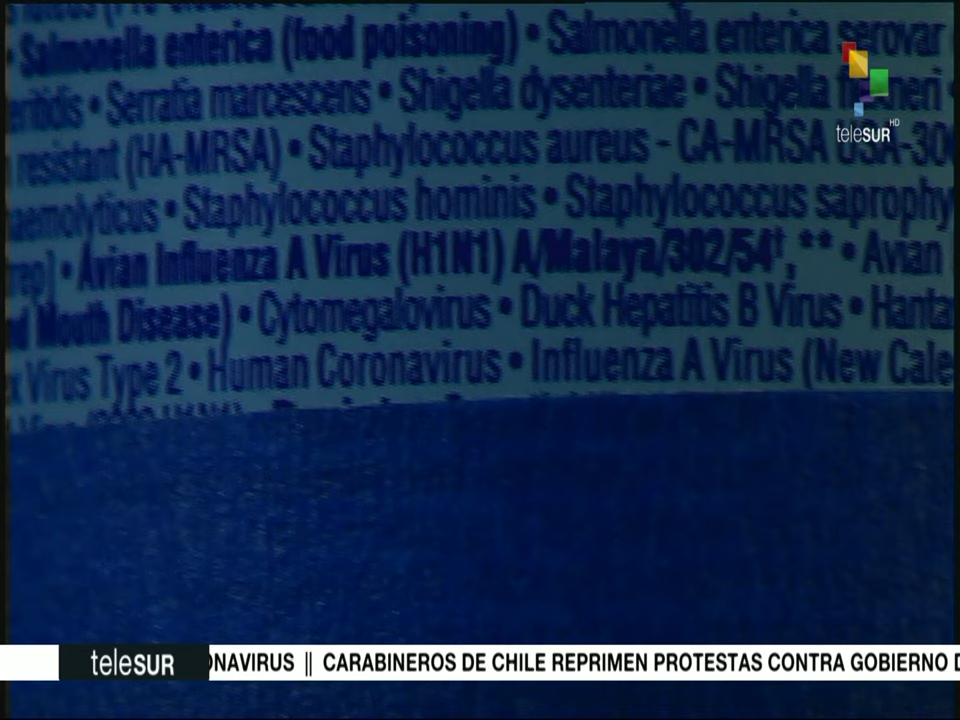 • Salmonella enterica (food poisoning) • Salmonella enterica serovar
• Serratia marcescens • Shigella dysenteriae • Shigella
resistant (HA-MRSA) • Staphylococcus aureus - CA-MRSA
• Staphylococcus hominis • Staphylococcus
• Avian Influenza A Virus (H1N1) A/Malaya/302/54†, ** • Avian
Mouth Disease) • Cytomegalovirus • Duck Hepatitis B Virus •
Virus Type 2 • Human Coronavirus • Influenza A Virus (New
teleSUR HD
teleSUR
ONAVIRUS || CARABINEROS DE CHILE REPRIMEN PROTESTAS CONTRA GOBIERNO